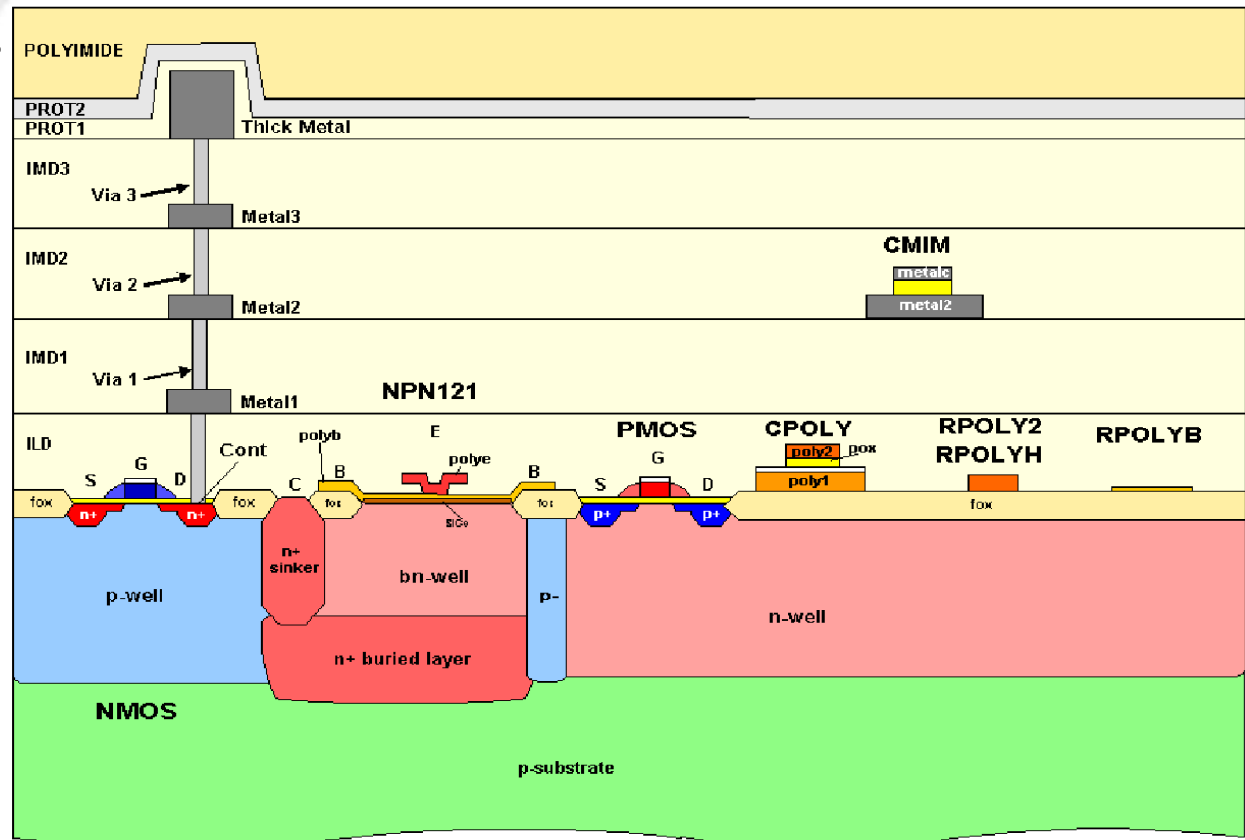 POLYIMIDE
PROT2
PROT1
Thick Metal
IMD3
Via 3
Metal3
IMD2
CMIM
metalc
Via 2
Metal2
metal2
IMD1
Via 1
NPN121
Metal1
ILD
Cont
polyb
E
PMOS
CPOLY
RPOLY2
RPOLYH
RPOLYB
S
G
D
C
B
polye
B
S
G
D
poly2
pox
poly1
fox
n+
n+
fox
fox
SiGe
fox
p+
p+
fox
n+
sinker
p-well
bn-well
p-
n-well
n+ buried layer
NMOS
p-substrate